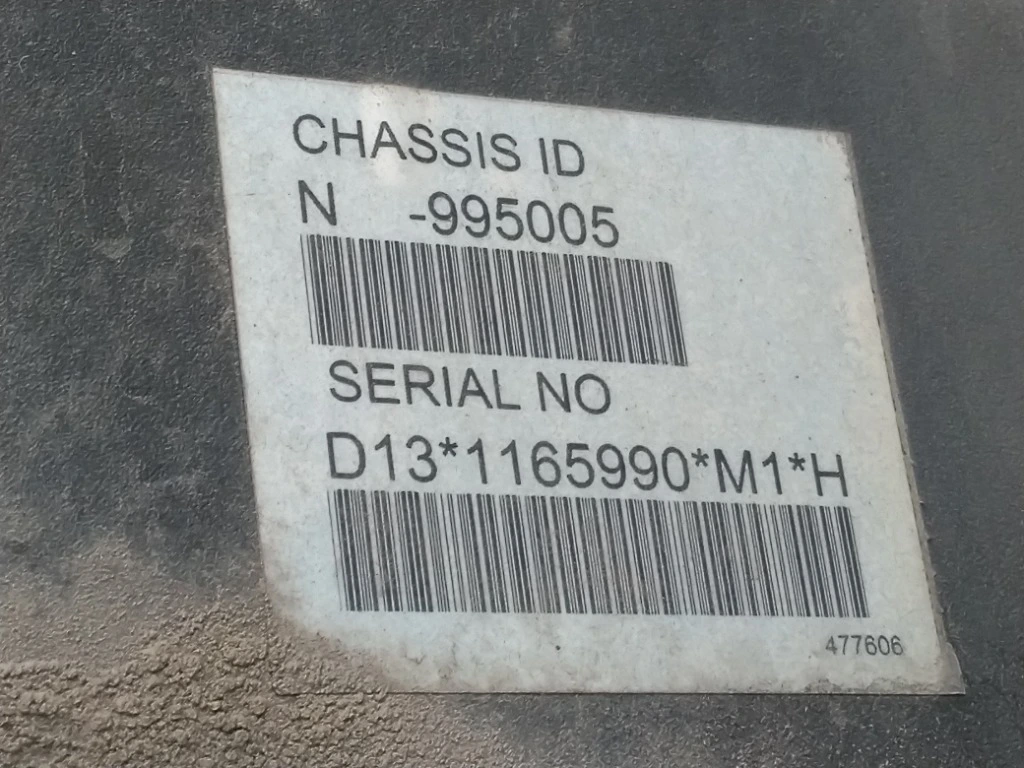 CHASSIS ID
N -995005
SERIAL NO
D13*1165990*M1*H
477606